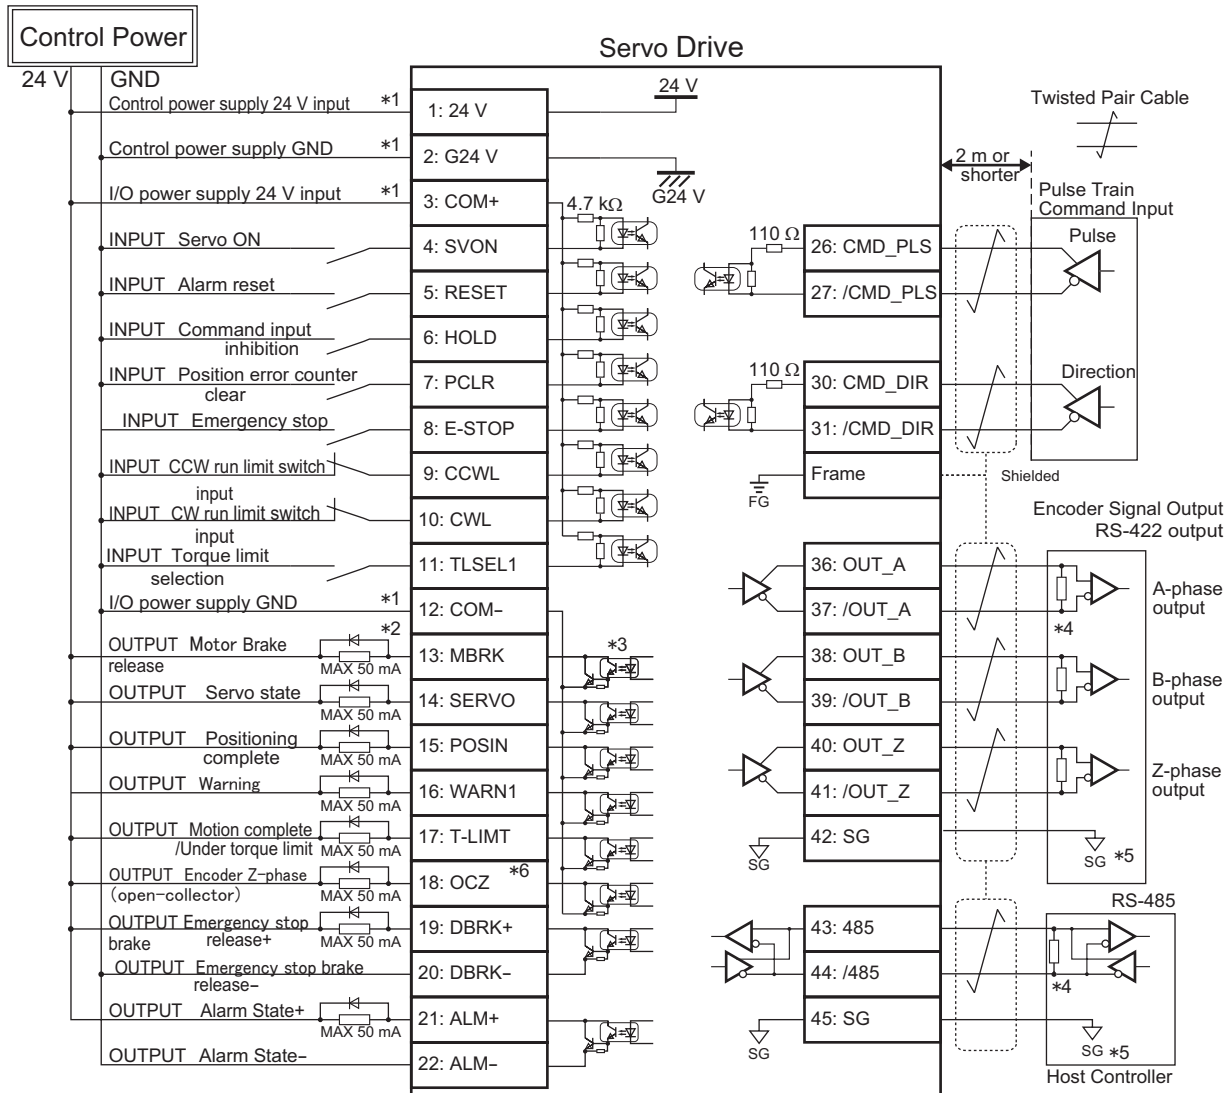 Control Power
Servo Drive
24 V
GND
Control power supply 24 V input *1
1: 24 V
24 V
Control power supply GND *1
2: G24 V
G24 V
I/O power supply 24 V input *1
3: COM+
4.7 kΩ
INPUT Servo ON
4: SVON
INPUT Alarm reset
5: RESET
INPUT Command input
inhibition
6: HOLD
INPUT Position error counter
clear
7: PCLR
INPUT Emergency stop
8: E-STOP
INPUT CCW run limit switch
input
9: CCWL
INPUT CW run limit switch
input
10: CWL
INPUT Torque limit
selection
11: TLSEL1
I/O power supply GND *1
12: COM−
*2
OUTPUT Motor Brake
release
MAX 50 mA
13: MBRK
*3
OUTPUT Servo state
MAX 50 mA
14: SERVO
OUTPUT Positioning
complete
MAX 50 mA
15: POSIN
OUTPUT Warning
MAX 50 mA
16: WARN1
OUTPUT Motion complete
/Under torque limit
MAX 50 mA
17: T-LIMT
OUTPUT Encoder Z-phase
(open-collector)
MAX 50 mA
18: OCZ *6
OUTPUT Emergency stop
brake release+
MAX 50 mA
19: DBRK+
OUTPUT Emergency stop brake
release−
20: DBRK−
OUTPUT Alarm State+
MAX 50 mA
21: ALM+
OUTPUT Alarm State−
22: ALM−
Twisted Pair Cable
2 m or
shorter
Pulse Train
Command Input
Pulse
110 Ω
26: CMD_PLS
27: /CMD_PLS
Direction
110 Ω
30: CMD_DIR
31: /CMD_DIR
Frame
FG
Shielded
Encoder Signal Output
RS-422 output
36: OUT_A
37: /OUT_A
*4
A-phase
output
38: OUT_B
39: /OUT_B
B-phase
output
40: OUT_Z
41: /OUT_Z
Z-phase
output
42: SG
SG
SG *5
RS-485
43: 485
44: /485
*4
45: SG
SG
SG *5
Host Controller